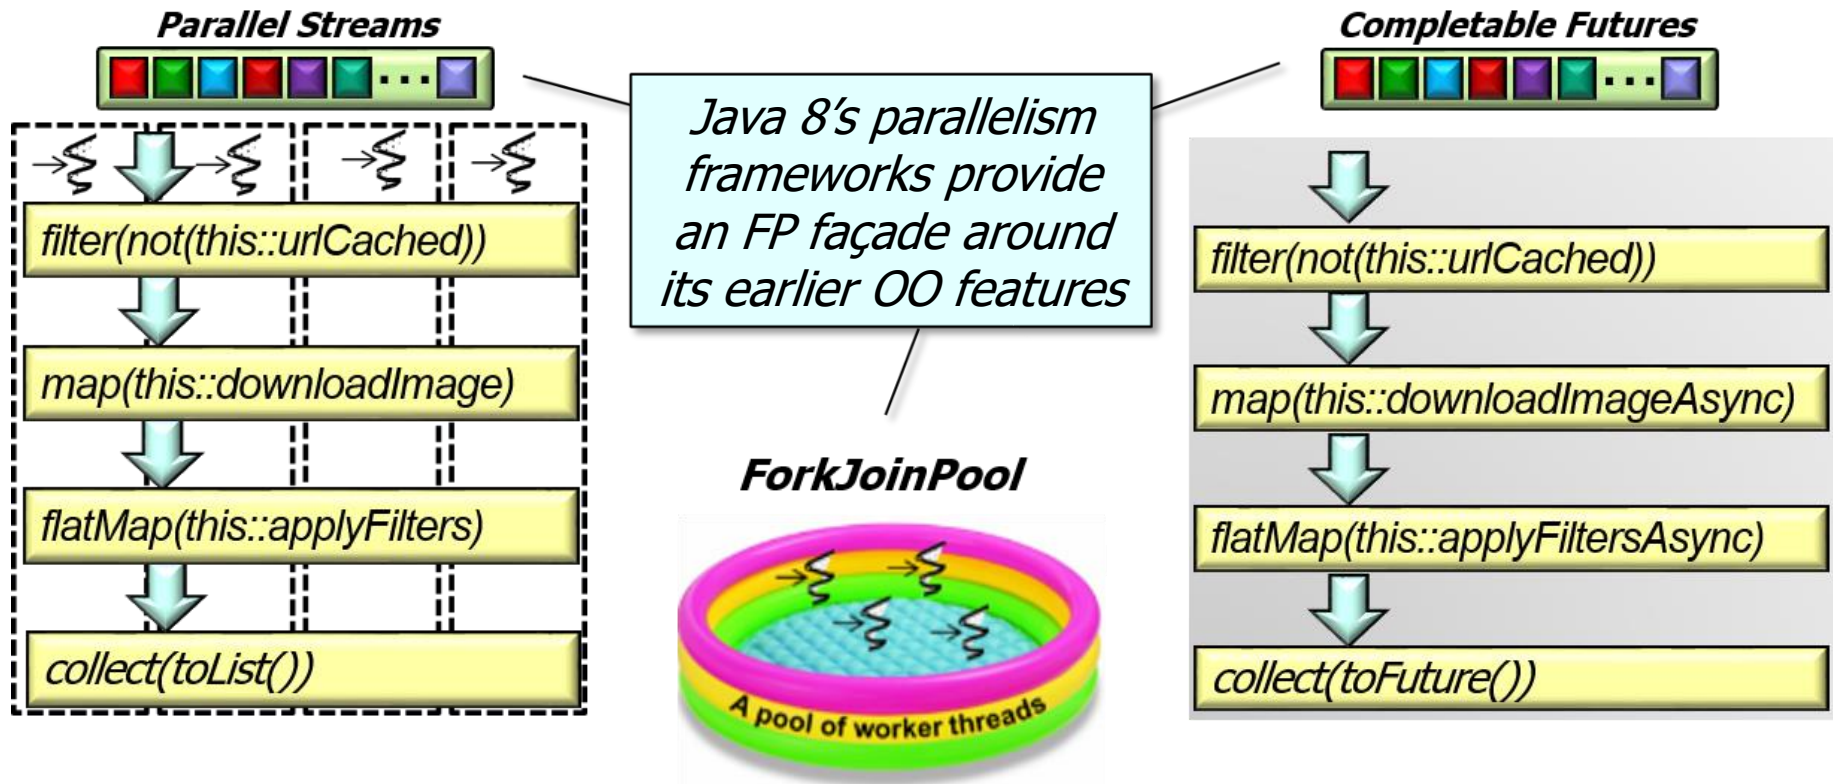 Parallel Streams
filter(not(this::urlCached))
map(this::downloadImage)
flatMap(this::applyFilters)
collect(toList())
Java 8's parallelism
frameworks provide
an FP façade around
its earlier OO features
ForkJoinPool
A pool of worker threads
Completable Futures
filter(not(this::urlCached))
map(this::downloadImageAsync)
flatMap(this::applyFiltersAsync)
collect(toFuture())